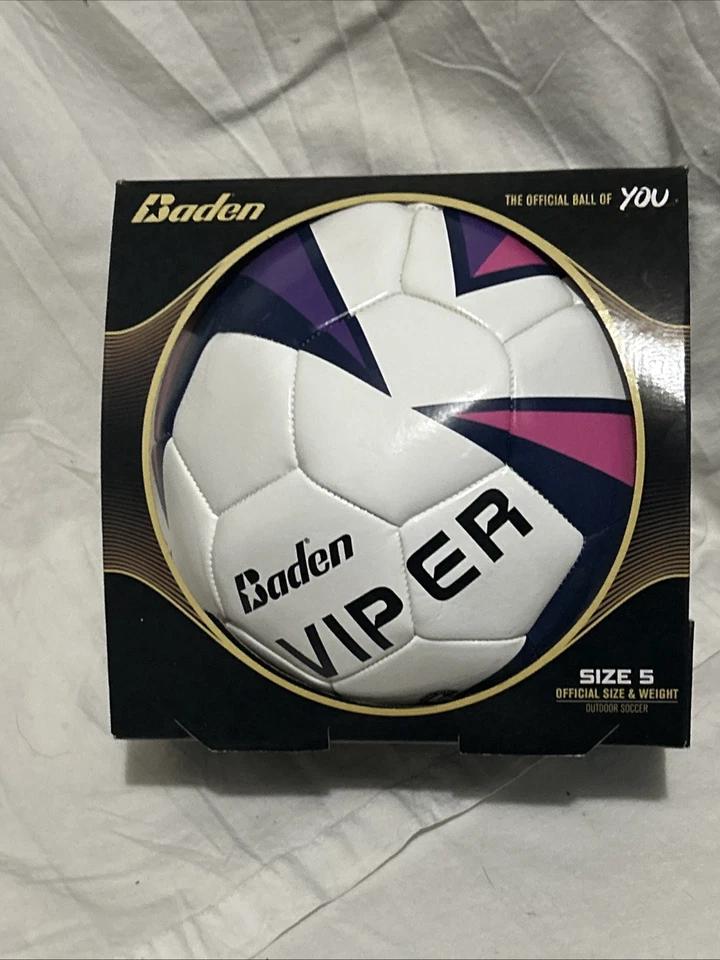 Baden
THE OFFICIAL BALL OF YOU
Baden
VIPER
SIZE 5
OFFICIAL SIZE & WEIGHT
OUTDOOR SOCCER